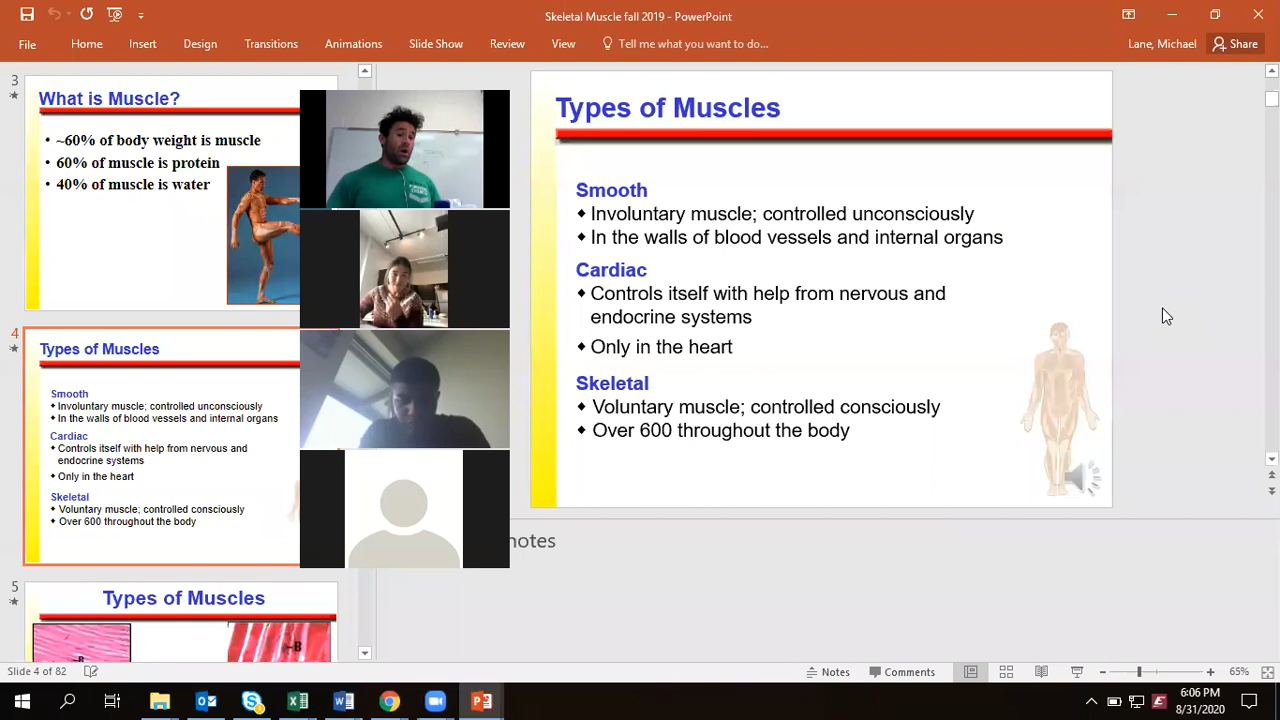 Skeletal Muscle fall 2019 - PowerPoint
File Home Insert Design Transitions Animations Slide Show Review View Tell me what you want to do... Lane, Michael Share
3
What is Muscle?
• ~60% of body weight is muscle
• 60% of muscle is protein
• 40% of muscle is water
4
Types of Muscles
Smooth
♦ Involuntary muscle; controlled unconsciously
♦ In the walls of blood vessels and internal organs
Cardiac
♦ Controls itself with help from nervous and
endocrine systems
♦ Only in the heart
Skeletal
♦ Voluntary muscle; controlled consciously
♦ Over 600 throughout the body
5
Types of Muscles
B
B
Types of Muscles
Smooth
♦ Involuntary muscle; controlled unconsciously
♦ In the walls of blood vessels and internal organs
Cardiac
♦ Controls itself with help from nervous and
endocrine systems
♦ Only in the heart
Skeletal
♦ Voluntary muscle; controlled consciously
♦ Over 600 throughout the body
notes
Slide 4 of 82 Notes Comments 65%
6:06 PM
8/31/2020